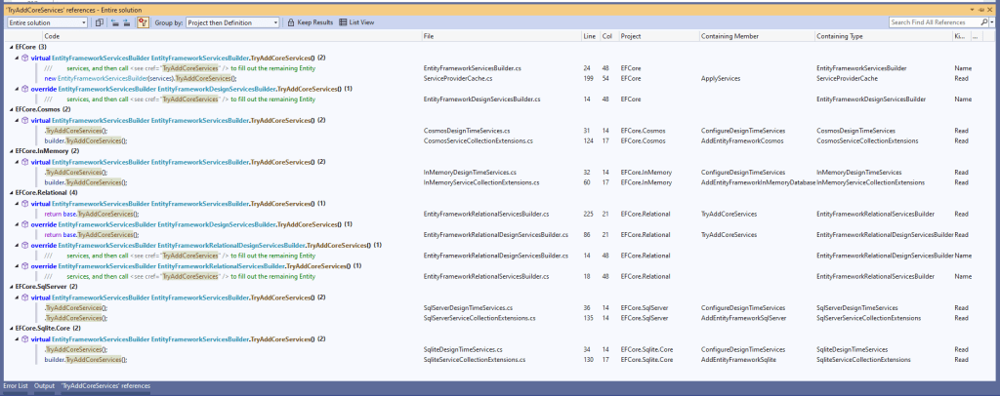 'TryAddCoreServices' references - Entire solution
Entire solution Group by: Project then Definition Keep Results List View Search Find All References
Code File Line Col Project Containing Member Containing Type Ki... ...
EFCore (3)
virtual EntityFrameworkServicesBuilder EntityFrameworkServicesBuilder.TryAddCoreServices() (2)
/// services, and then call <see cref="TryAddCoreServices" /> to fill out the remaining Entity EntityFrameworkServicesBuilder.cs 24 48 EFCore EntityFrameworkServicesBuilder Name
new EntityFrameworkServicesBuilder(services).TryAddCoreServices(); ServiceProviderCache.cs 199 54 EFCore ApplyServices ServiceProviderCache Read
override EntityFrameworkServicesBuilder EntityFrameworkDesignServicesBuilder.TryAddCoreServices() (1)
/// services, and then call <see cref="TryAddCoreServices" /> to fill out the remaining Entity EntityFrameworkDesignServicesBuilder.cs 14 48 EFCore EntityFrameworkDesignServicesBuilder Name
EFCore.Cosmos (2)
virtual EntityFrameworkServicesBuilder EntityFrameworkServicesBuilder.TryAddCoreServices() (2)
.TryAddCoreServices(); CosmosDesignTimeServices.cs 31 14 EFCore.Cosmos ConfigureDesignTimeServices CosmosDesignTimeServices Read
builder.TryAddCoreServices(); CosmosServiceCollectionExtensions.cs 124 17 EFCore.Cosmos AddEntityFrameworkCosmos CosmosServiceCollectionExtensions Read
EFCore.InMemory (2)
virtual EntityFrameworkServicesBuilder EntityFrameworkServicesBuilder.TryAddCoreServices() (2)
.TryAddCoreServices(); InMemoryDesignTimeServices.cs 32 14 EFCore.InMemory ConfigureDesignTimeServices InMemoryDesignTimeServices Read
builder.TryAddCoreServices(); InMemoryServiceCollectionExtensions.cs 60 17 EFCore.InMemory AddEntityFrameworkInMemoryDatabase InMemoryServiceCollectionExtensions Read
EFCore.Relational (4)
virtual EntityFrameworkServicesBuilder EntityFrameworkServicesBuilder.TryAddCoreServices() (1)
return base.TryAddCoreServices(); EntityFrameworkRelationalServicesBuilder.cs 225 21 EFCore.Relational TryAddCoreServices EntityFrameworkRelationalServicesBuilder Read
override EntityFrameworkServicesBuilder EntityFrameworkDesignServicesBuilder.TryAddCoreServices() (1)
return base.TryAddCoreServices(); EntityFrameworkRelationalDesignServicesBuilder.cs 86 21 EFCore.Relational TryAddCoreServices EntityFrameworkRelationalDesignServicesBuilder Read
override EntityFrameworkServicesBuilder EntityFrameworkRelationalDesignServicesBuilder.TryAddCoreServices() (1)
/// services, and then call <see cref="TryAddCoreServices" /> to fill out the remaining Entity EntityFrameworkRelationalDesignServicesBuilder.cs 14 48 EFCore.Relational EntityFrameworkRelationalDesignServicesBuilder Name
override EntityFrameworkServicesBuilder EntityFrameworkRelationalServicesBuilder.TryAddCoreServices() (1)
/// services, and then call <see cref="TryAddCoreServices" /> to fill out the remaining Entity EntityFrameworkRelationalServicesBuilder.cs 18 48 EFCore.Relational EntityFrameworkRelationalServicesBuilder Name
EFCore.SqlServer (2)
virtual EntityFrameworkServicesBuilder EntityFrameworkServicesBuilder.TryAddCoreServices() (2)
.TryAddCoreServices(); SqlServerDesignTimeServices.cs 36 14 EFCore.SqlServer ConfigureDesignTimeServices SqlServerDesignTimeServices Read
.TryAddCoreServices(); SqlServerServiceCollectionExtensions.cs 135 14 EFCore.SqlServer AddEntityFrameworkSqlServer SqlServerServiceCollectionExtensions Read
EFCore.Sqlite.Core (2)
virtual EntityFrameworkServicesBuilder EntityFrameworkServicesBuilder.TryAddCoreServices() (2)
.TryAddCoreServices(); SqliteDesignTimeServices.cs 34 14 EFCore.Sqlite.Core ConfigureDesignTimeServices SqliteDesignTimeServices Read
builder.TryAddCoreServices(); SqliteServiceCollectionExtensions.cs 130 17 EFCore.Sqlite.Core AddEntityFrameworkSqlite SqliteServiceCollectionExtensions Read
Error List Output 'TryAddCoreServices' references